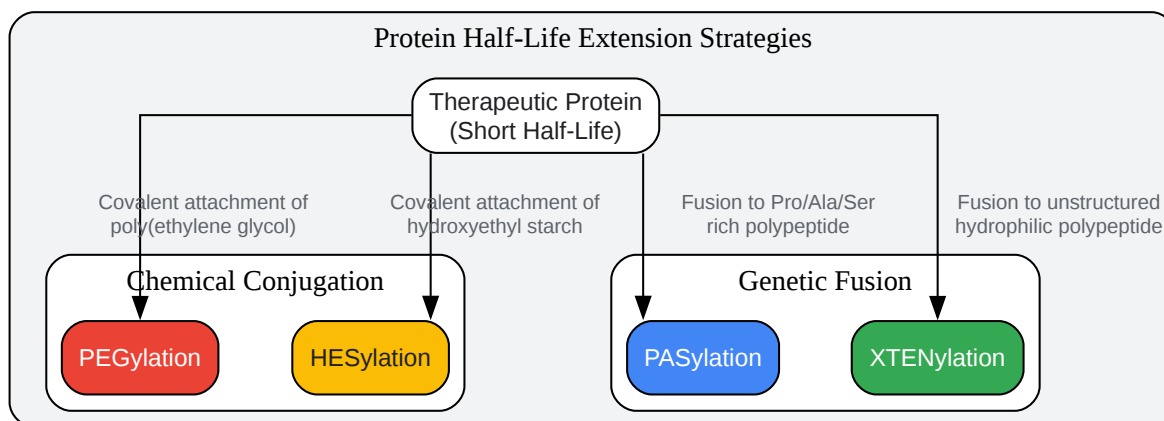 Protein Half-Life Extension Strategies
Therapeutic Protein
(Short Half-Life)
Covalent attachment of
poly(ethylene glycol)
Covalent attachment of
hydroxyethyl starch
Fusion to Pro/Ala/Ser
rich polypeptide
Fusion to unstructured
hydrophilic polypeptide
Chemical Conjugation
Genetic Fusion
PEGylation
HESylation
PASylation
XTENylation